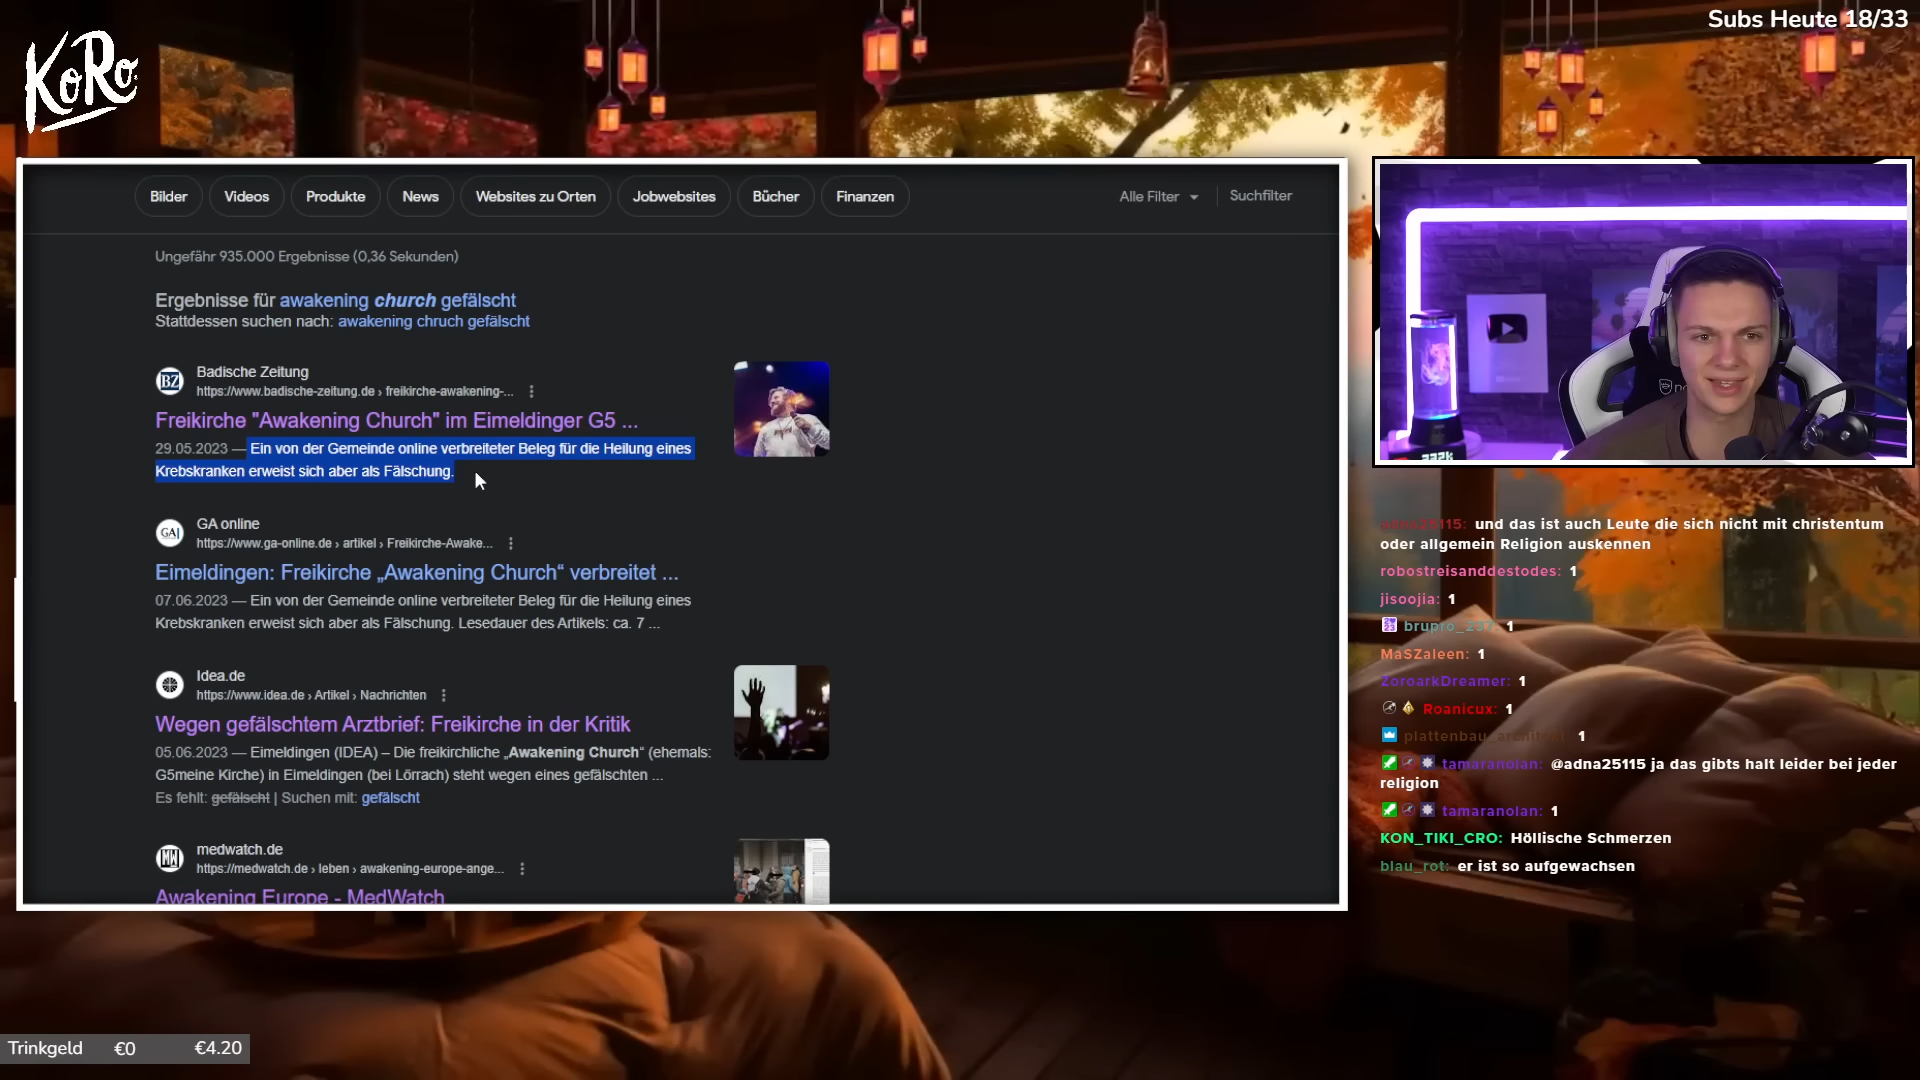 Subs Heute 18/33
KoRo
Bilder
Videos
Produkte
News
Websites zu Orten
Jobwebsites
Bücher
Finanzen
Alle Filter
Suchfilter
Ungefähr 935.000 Ergebnisse (0,36 Sekunden)
Ergebnisse für awakening church gefälscht
Stattdessen suchen nach: awakening chruch gefälscht
BZ
Badische Zeitung
https://www.badische-zeitung.de › freikirche-awakening-...
Freikirche "Awakening Church" im Eimeldinger G5 ...
29.05.2023 — Ein von der Gemeinde online verbreiteter Beleg für die Heilung eines
Krebskranken erweist sich aber als Fälschung.
GA
GA online
https://www.ga-online.de › artikel › Freikirche-Awake...
Eimeldingen: Freikirche „Awakening Church“ verbreitet ...
07.06.2023 — Ein von der Gemeinde online verbreiteter Beleg für die Heilung eines
Krebskranken erweist sich aber als Fälschung. Lesedauer des Artikels: ca. 7 ...
Idea.de
https://www.idea.de › Artikel › Nachrichten
Wegen gefälschtem Arztbrief: Freikirche in der Kritik
05.06.2023 — Eimeldingen (IDEA) – Die freikirchliche „Awakening Church“ (ehemals:
G5meine Kirche) in Eimeldingen (bei Lörrach) steht wegen eines gefälschten ...
Es fehlt: gefälscht | Suchen mit: gefälscht
MW
medwatch.de
https://medwatch.de › leben › awakening-europe-ange...
Awakening Europe - MedWatch
adna25115: und das ist auch Leute die sich nicht mit christentum
oder allgemein Religion auskennen
robostreisanddestodes: 1
jisoojia: 1
1
MaSZaleen: 1
ZoroarkDreamer: 1
Roanicux: 1
1
tamaranolan: @adna25115 ja das gibts halt leider bei jeder
religion
tamaranolan: 1
KON_TIKI_CRO: Höllische Schmerzen
blau_rot: er ist so aufgewachsen
Trinkgeld €0 €4.20